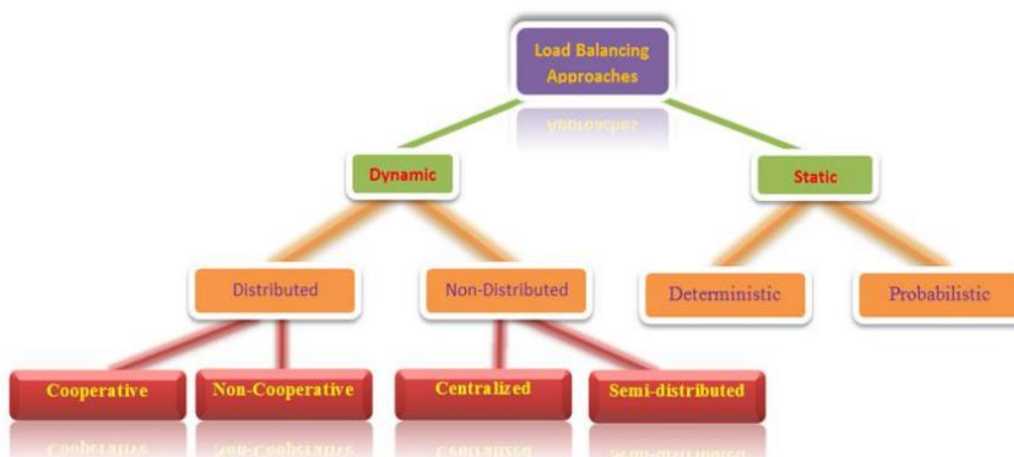 Load Balancing
Approaches
Dynamic
Static
Distributed
Non-Distributed
Deterministic
Probabilistic
Cooperative
Non-Cooperative
Centralized
Semi-distributed